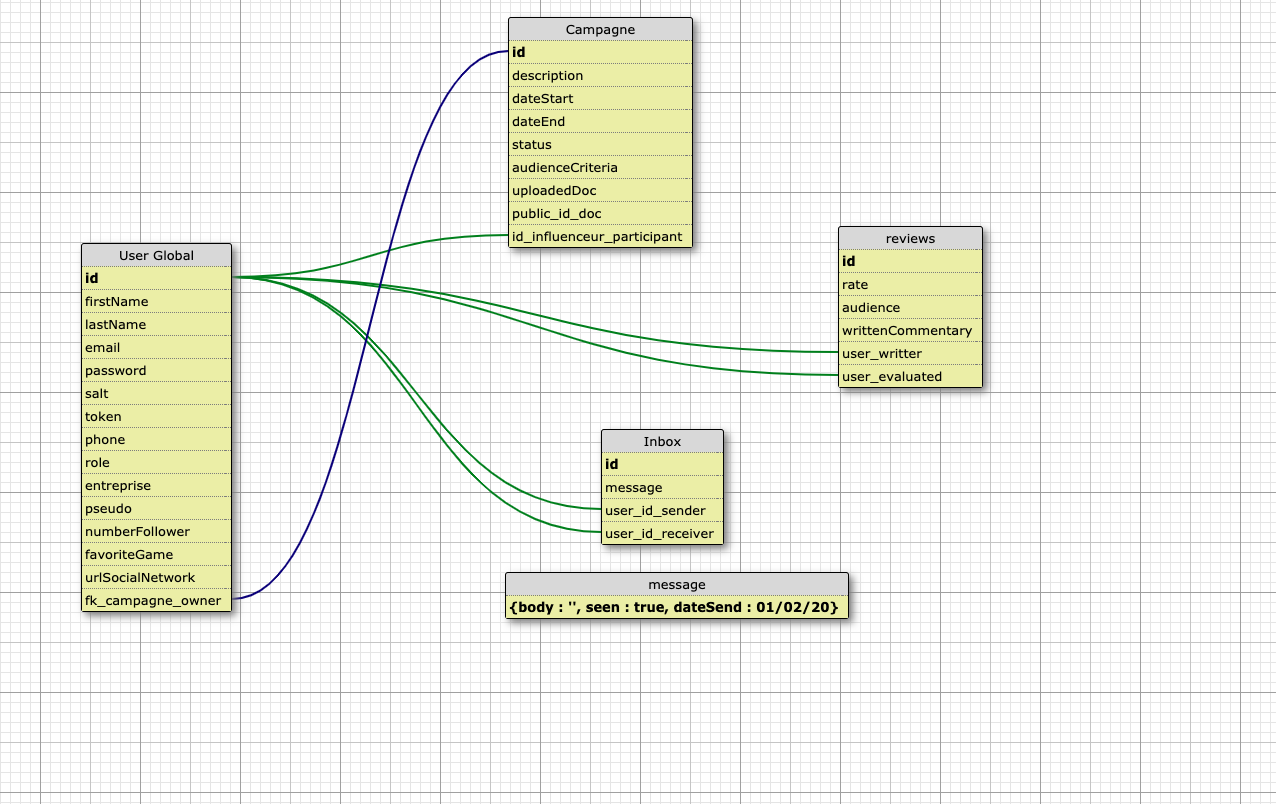 Campagne
id
description
dateStart
dateEnd
status
audienceCriteria
uploadedDoc
public_id_doc
id_influenceur_participant
User Global
id
firstName
lastName
email
password
salt
token
phone
role
entreprise
pseudo
numberFollower
favoriteGame
urlSocialNetwork
fk_campagne_owner
reviews
id
rate
audience
writtenCommentary
user_writter
user_evaluated
Inbox
id
message
user_id_sender
user_id_receiver
message
{body : '', seen : true, dateSend : 01/02/20}